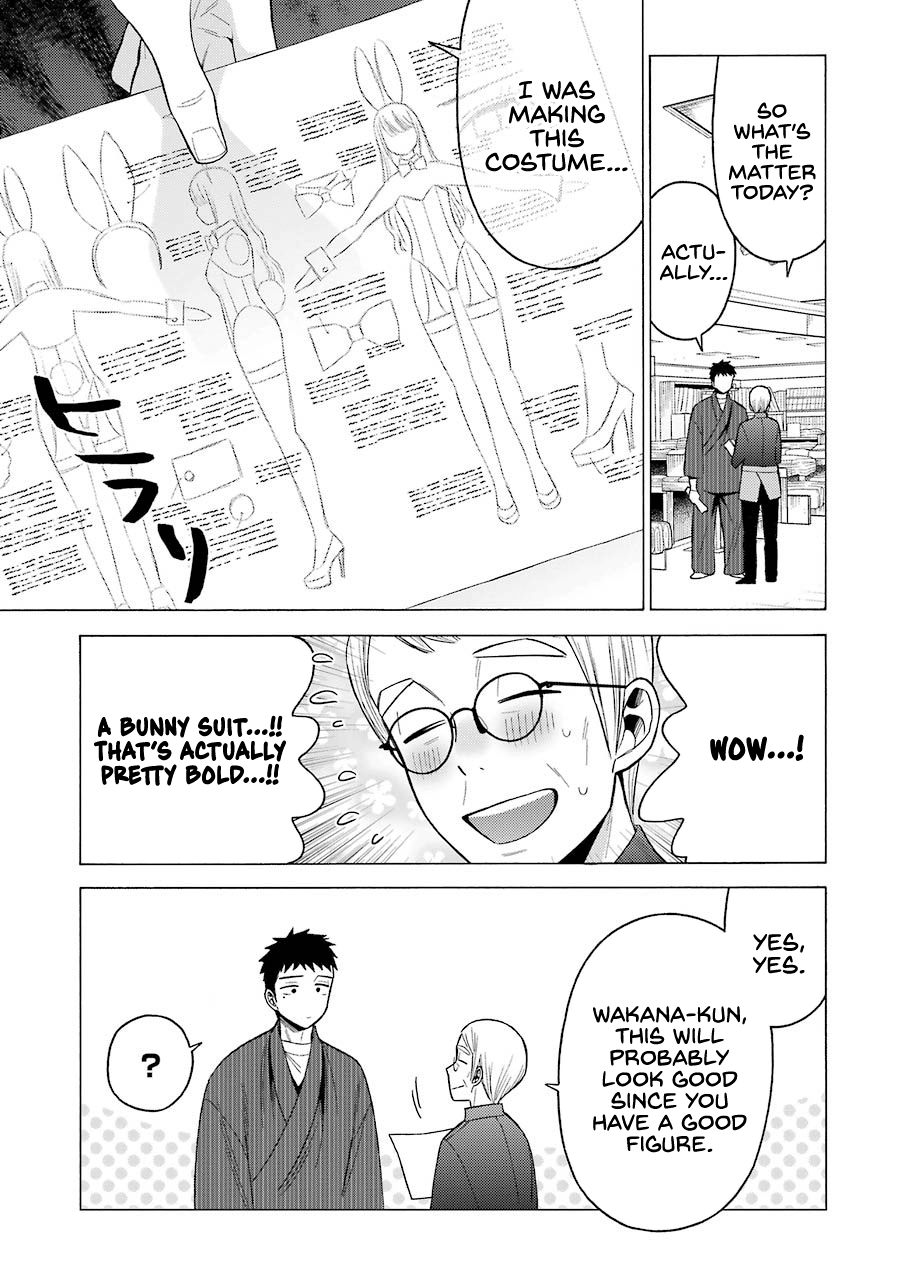 SO
WHAT'S
THE
MATTER
TODAY?
ACTU-
ALLY...
I WAS
MAKING
THIS
COSTUME...
ヒラリ
WOW...!
A BUNNY SUIT...!!
THAT'S ACTUALLY
PRETTY BOLD...!!
YES,
YES.
WAKANA-KUN,
THIS WILL
PROBABLY
LOOK GOOD
SINCE YOU
HAVE A GOOD
FIGURE.
?